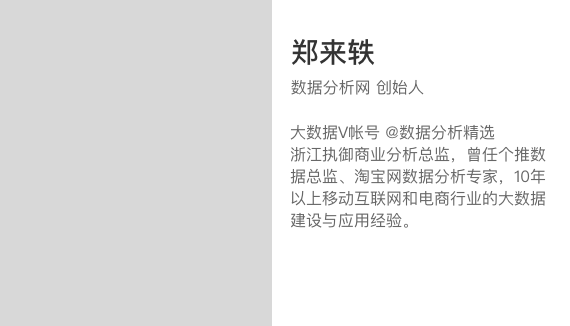 郑来轶
数据分析网 创始人
大数据V帐号 @数据分析精选
浙江执御商业分析总监，曾任个推数
据总监、淘宝网数据分析专家，10年
以上移动互联网和电商行业的大数据
建设与应用经验。